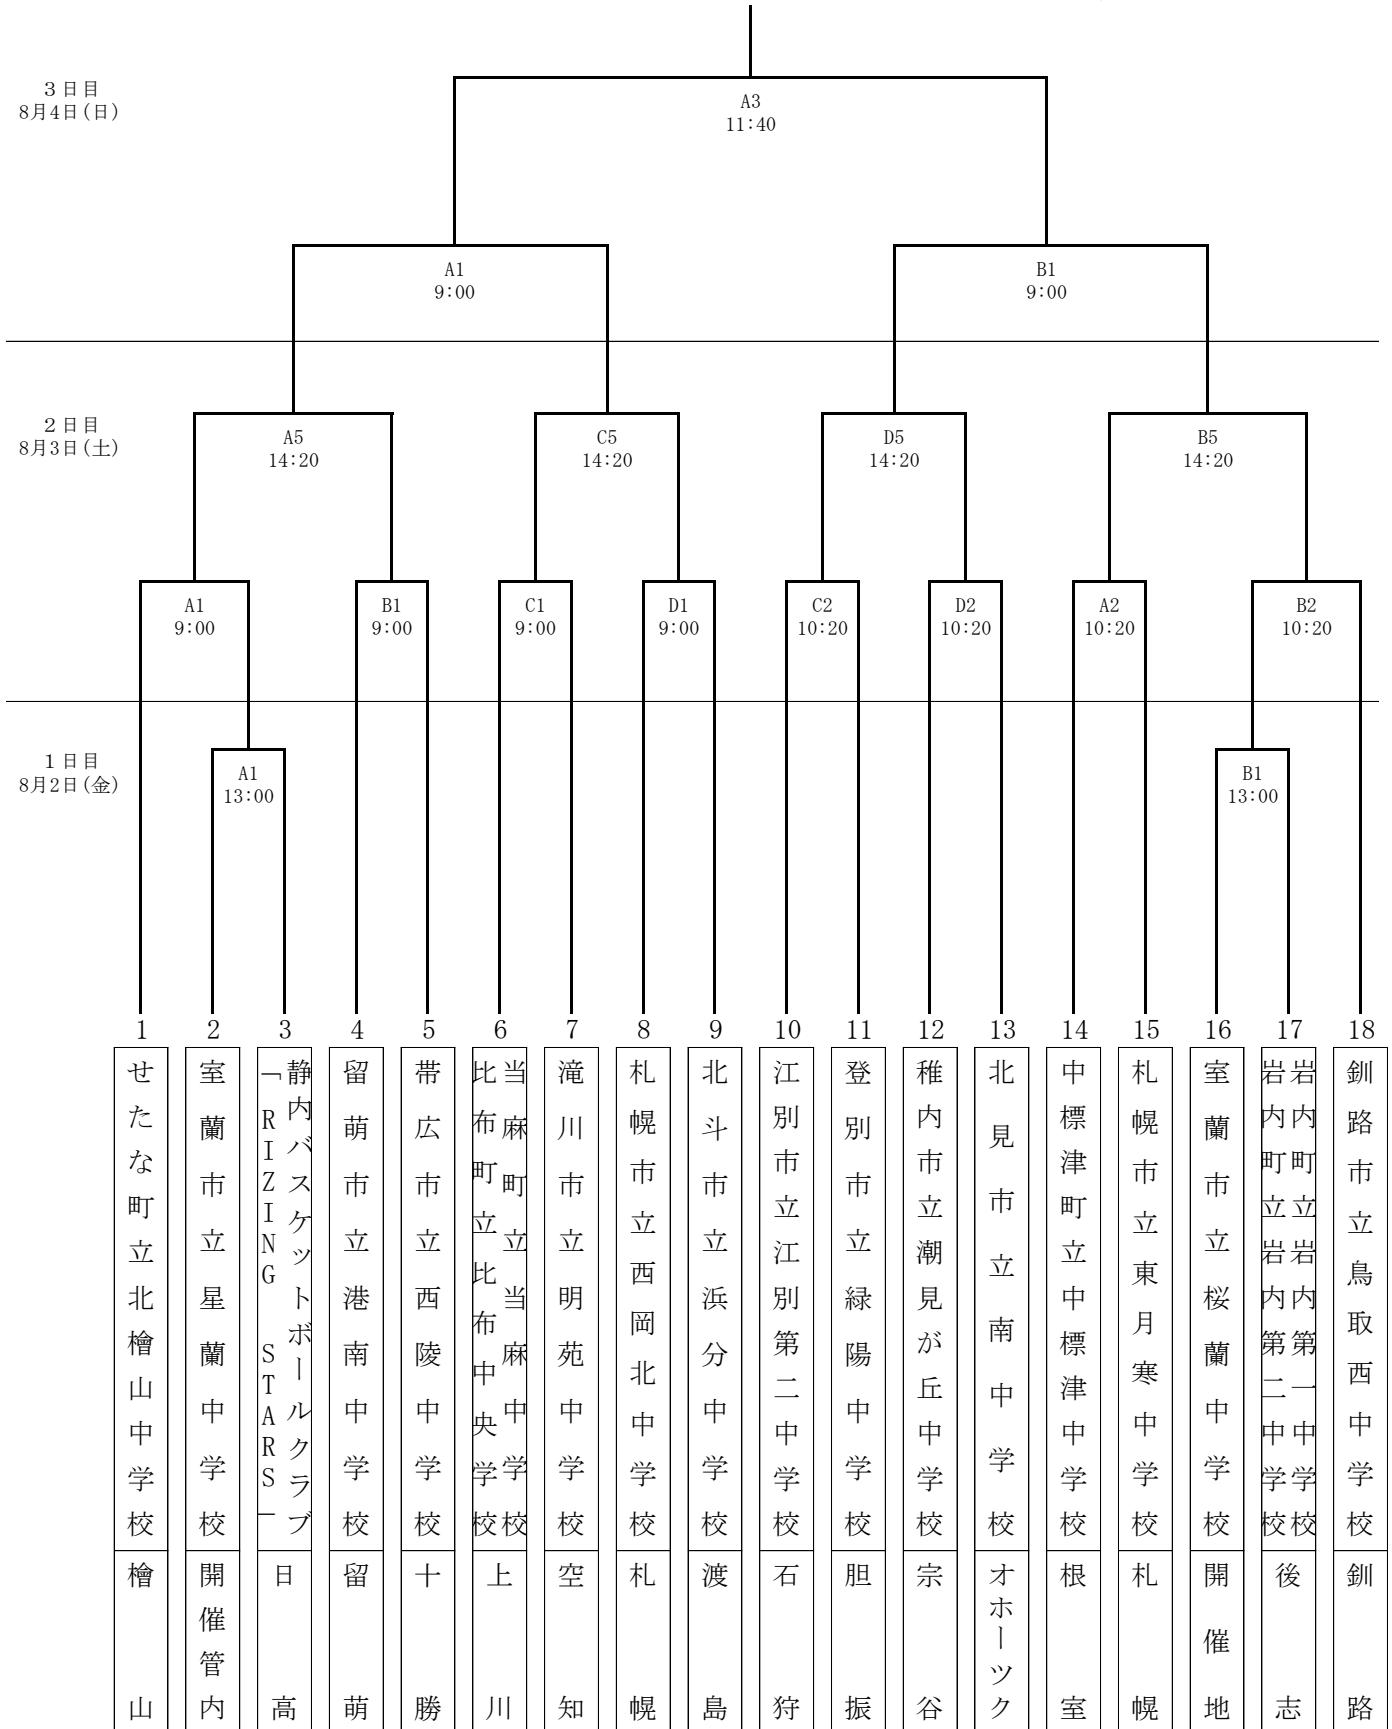 3日目
8月4日(日)
A3
11:40
A1
9:00
B1
9:00
2日目
8月3日(土)
A5
14:20
C5
14:20
D5
14:20
B5
14:20
A1
9:00
B1
9:00
C1
9:00
D1
9:00
C2
10:20
D2
10:20
A2
10:20
B2
10:20
1日目
8月2日(金)
A1
13:00
B1
13:00
1
せたな町立北檜山中学校
檜山
2
室蘭市立星蘭中学校
開催管内
3
静内バスケットボールクラブ
「RIZING STARS」
日高
4
留萌市立港南中学校
留萌
5
帯広市立西陵中学校
十勝
6
当麻町立当麻中学校
比布町立比布中央学校
上川
7
滝川市立明苑中学校
空知
8
札幌市立西岡北中学校
札幌
9
北斗市立浜分中学校
渡島
10
江別市立江別第二中学校
石狩
11
登別市立緑陽中学校
胆振
12
稚内市立潮見が丘中学校
宗谷
13
北見市立南中学校
オホーツク
14
中標津町立中標津中学校
根室
15
札幌市立東月寒中学校
札幌
16
室蘭市立桜蘭中学校
開催地
17
岩内町立岩内第一中学校
岩内町立岩内第二中学校
後志
18
釧路市立鳥取西中学校
釧路